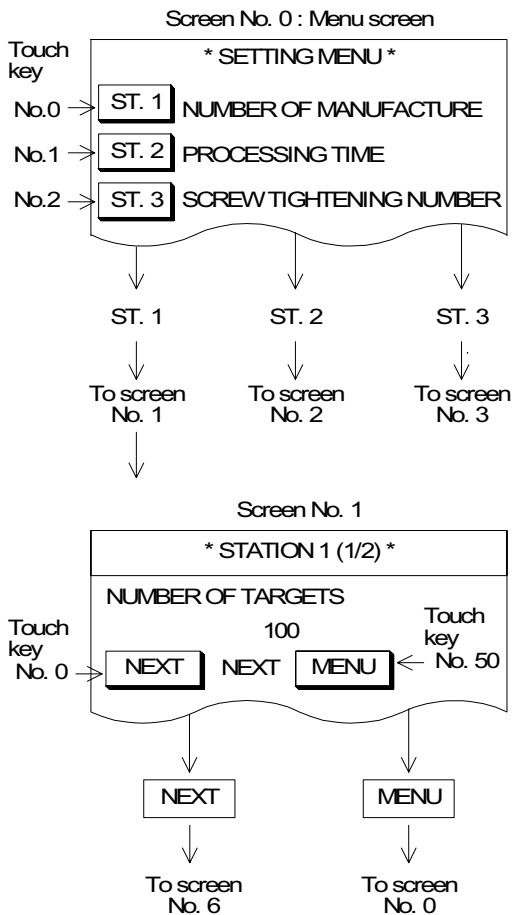 Screen No. 0 : Menu screen
Touch
key
* SETTING MENU *
No.0 ST. 1 NUMBER OF MANUFACTURE
No.1 ST. 2 PROCESSING TIME
No.2 ST. 3 SCREW TIGHTENING NUMBER
ST. 1 ST. 2 ST. 3
To screen To screen To screen
No. 1 No. 2 No. 3
Screen No. 1
* STATION 1 (1/2) *
NUMBER OF TARGETS
100
Touch
key
No. 0 NEXT NEXT MENU
Touch
key
No. 50
NEXT MENU
To screen To screen
No. 6 No. 0